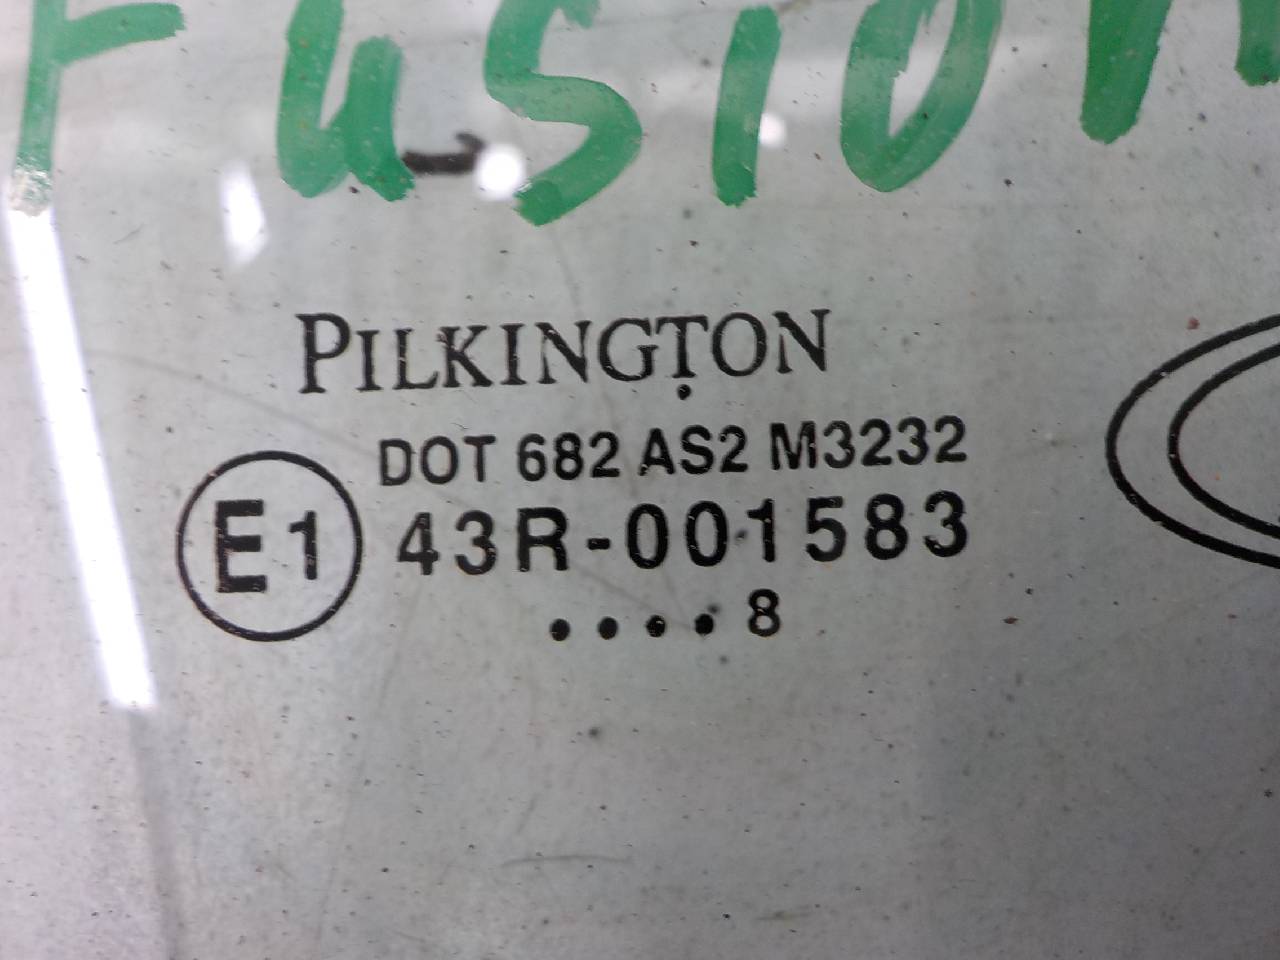 Fusion
PILKINGTON
DOT 682 AS2 M3232
E1 43R-001583
....8